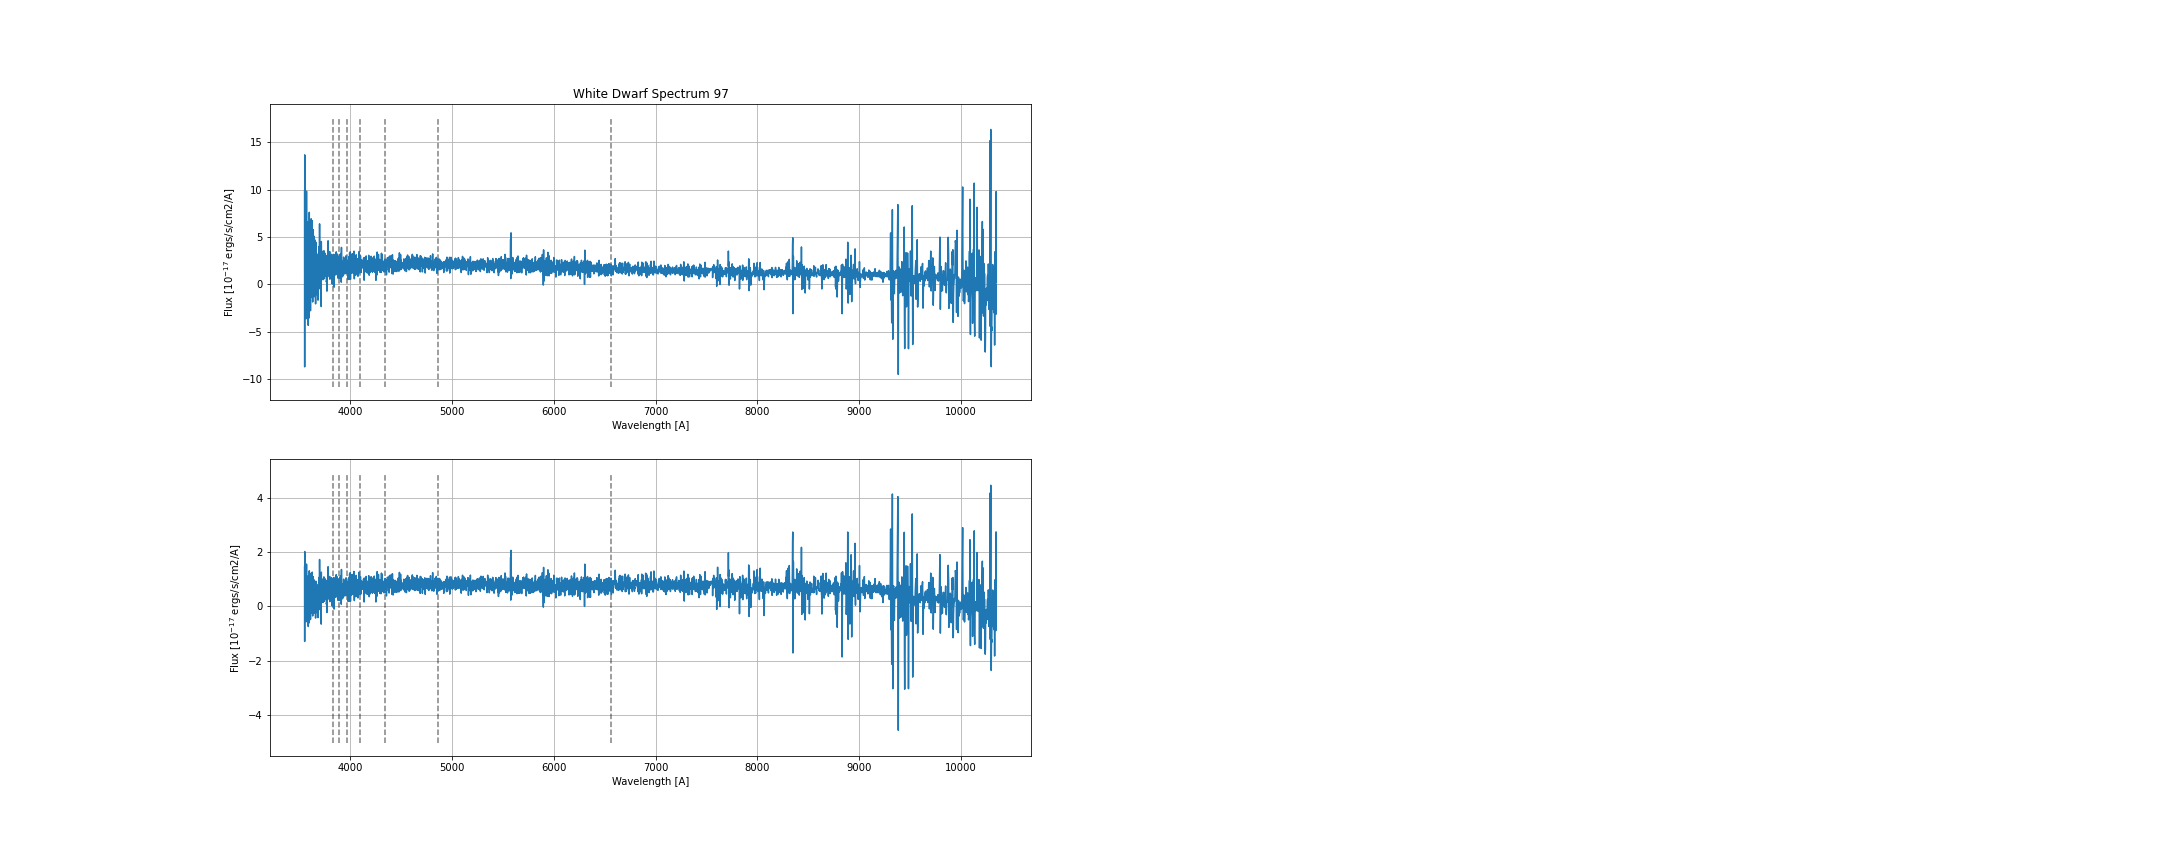 White Dwarf Spectrum 97
Flux [10⁻¹⁷ ergs/s/cm2/A]
15
10
5
0
−5
−10
4000 5000 6000 7000 8000 9000 10000
Wavelength [A]
Flux [10⁻¹⁷ ergs/s/cm2/A]
4
2
0
−2
−4
4000 5000 6000 7000 8000 9000 10000
Wavelength [A]